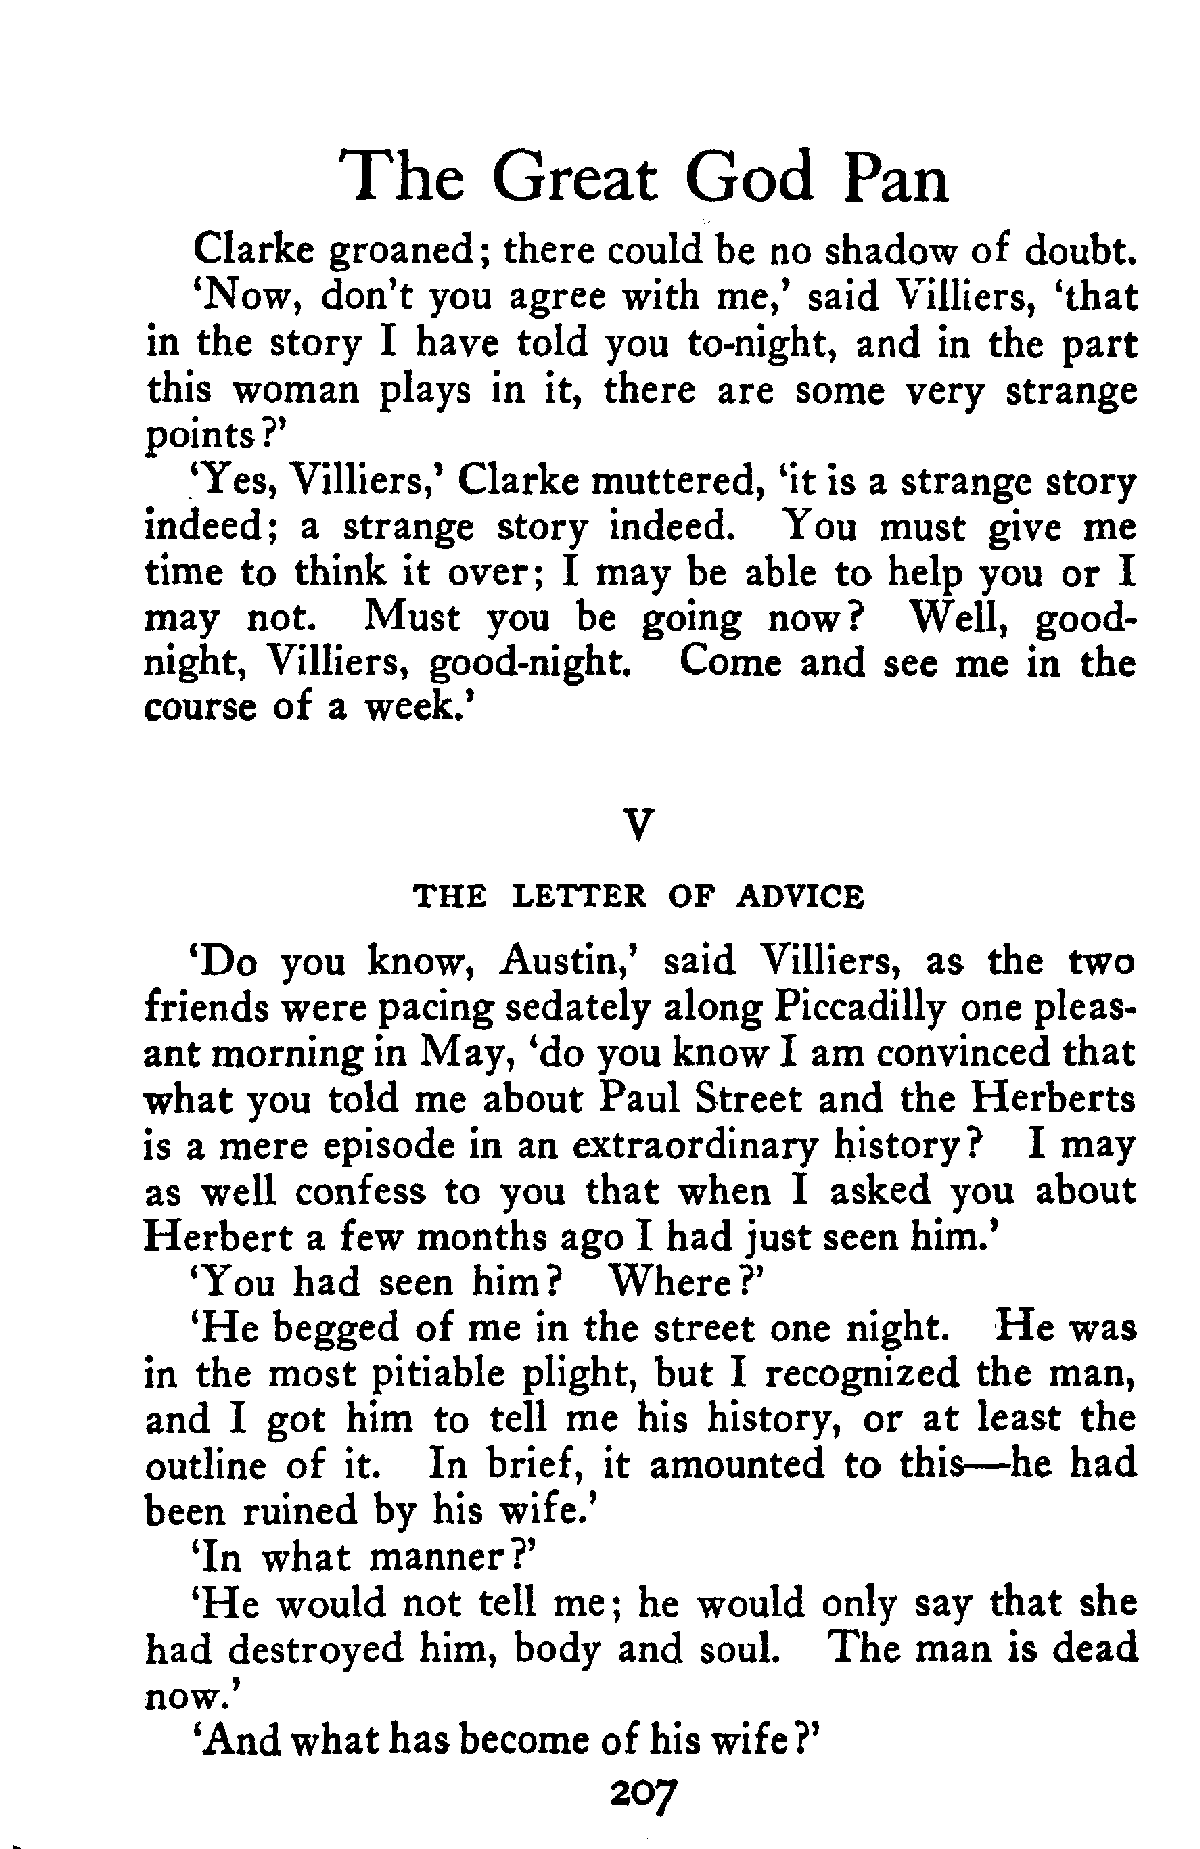 The Great God Pan
Clarke groaned; there could be no shadow of doubt.
‘Now, don’t you agree with me,’ said Villiers, ‘that
in the story I have told you to-night, and in the part
this woman plays in it, there are some very strange
points?’
‘Yes, Villiers,’ Clarke muttered, ‘it is a strange story
indeed; a strange story indeed. You must give me
time to think it over; I may be able to help you or I
may not. Must you be going now? Well, good-
night, Villiers, good-night. Come and see me in the
course of a week.’
V
THE LETTER OF ADVICE
‘Do you know, Austin,’ said Villiers, as the two
friends were pacing sedately along Piccadilly one pleas-
ant morning in May, ‘do you know I am convinced that
what you told me about Paul Street and the Herberts
is a mere episode in an extraordinary history? I may
as well confess to you that when I asked you about
Herbert a few months ago I had just seen him.’
‘You had seen him? Where?’
‘He begged of me in the street one night. He was
in the most pitiable plight, but I recognized the man,
and I got him to tell me his history, or at least the
outline of it. In brief, it amounted to this—he had
been ruined by his wife.’
‘In what manner?’
‘He would not tell me; he would only say that she
had destroyed him, body and soul. The man is dead
now.’
‘And what has become of his wife?’
207